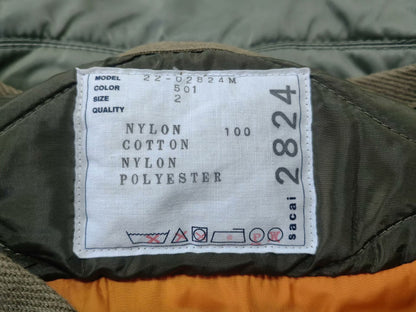 MODEL 22-02824M
COLOR 501
SIZE 2
QUALITY
NYLON 100
COTTON
NYLON
POLYESTER
sacai 2824